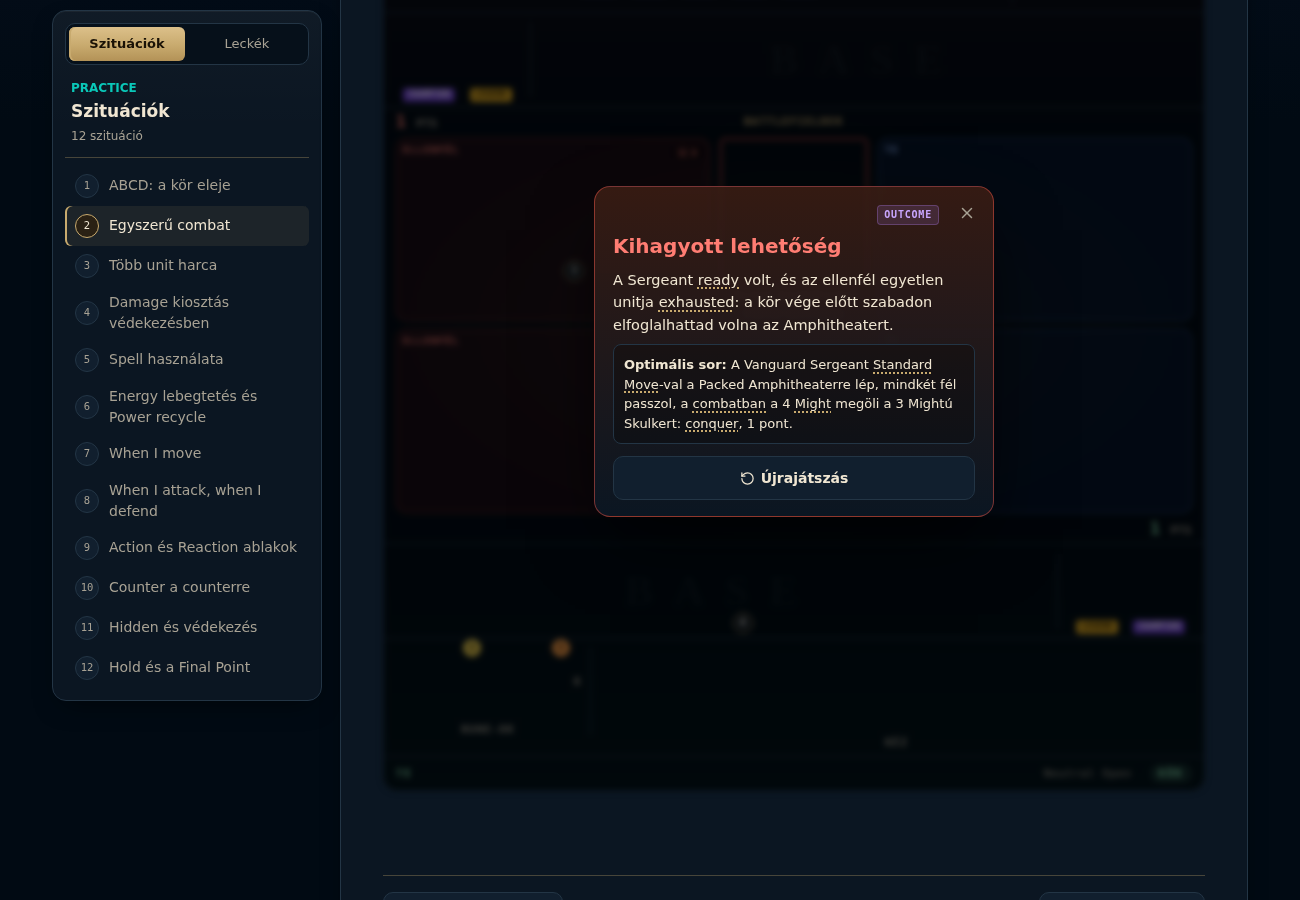 Szituációk
Leckék
PRACTICE
Szituációk
12 szituáció
1 ABCD: a kör eleje
2 Egyszerű combat
3 Több unit harca
4 Damage kiosztás
védekezésben
5 Spell használata
6 Energy lebegtetés és
Power recycle
7 When I move
8 When I attack, when I
defend
9 Action és Reaction ablakok
10 Counter a counterre
11 Hidden és védekezés
12 Hold és a Final Point
BASE
OUTCOME
Kihagyott lehetőség
A Sergeant ready volt, és az ellenfél egyetlen
unitja exhausted: a kör vége előtt szabadon
elfoglalhattad volna az Amphitheatert.
Optimális sor: A Vanguard Sergeant Standard
Move-val a Packed Amphitheaterre lép, mindkét fél
passzol, a combatban a 4 Might megöli a 3 Mightú
Skulkert: conquer, 1 pont.
Újrajátszás
BASE